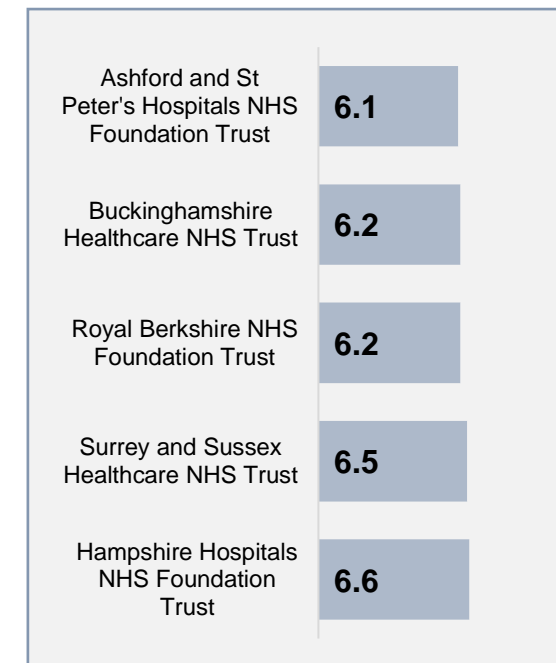 Ashford and St
Peter's Hospitals NHS
Foundation Trust
6.1
Buckinghamshire
Healthcare NHS Trust
6.2
Royal Berkshire NHS
Foundation Trust
6.2
Surrey and Sussex
Healthcare NHS Trust
6.5
Hampshire Hospitals
NHS Foundation
Trust
6.6